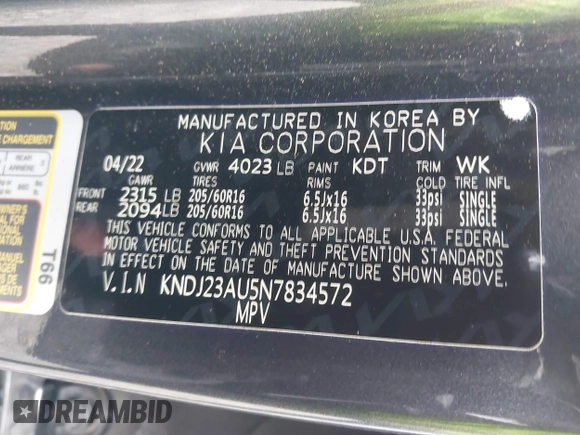 MANUFACTURED IN KOREA BY
KIA CORPORATION
04/22 GVWR 4023 LB PAINT KDT TRIM WK
GAWR TIRES RIMS COLD TIRE INFL
FRONT 2315 LB 205/60R16 6.5Jx16 33psi SINGLE
REAR 2094 LB 205/60R16 6.5Jx16 33psi SINGLE
THIS VEHICLE CONFORMS TO ALL APPLICABLE U.S.A. FEDERAL
MOTOR VEHICLE SAFETY AND THEFT PREVENTION STANDARDS
IN EFFECT ON THE DATE OF MANUFACTURE SHOWN ABOVE.
V.I.N KNDJ23AU5N7834572
MPV
CHARGEMENT
REAR
ARRIÈRE
T66
DREAMBID